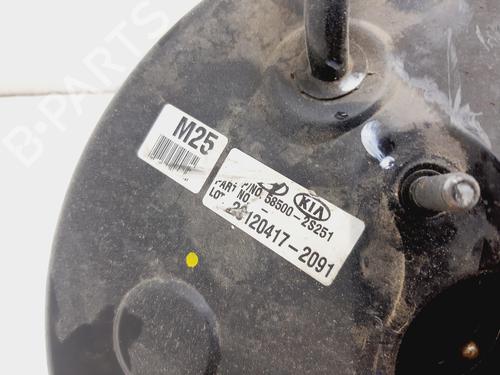 M25
KIA
P/NO 58500-2S251
PART NO -
LOT 20120417-2091
B-PARTS